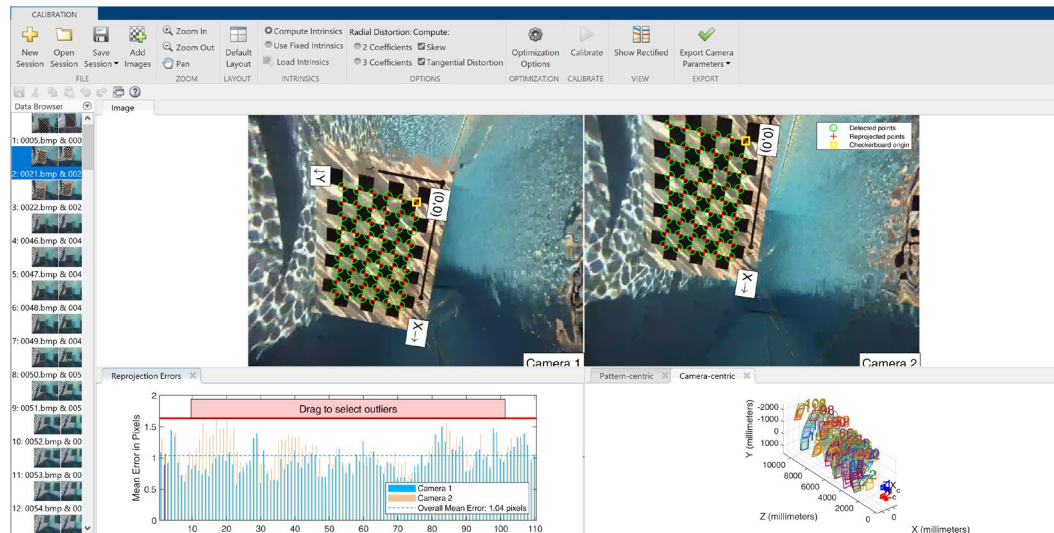 CALIBRATION
New Session
Open Session
Save Session
Add Images
FILE
Zoom In
Zoom Out
Pan
ZOOM
Default Layout
LAYOUT
Compute Intrinsics
Use Fixed Intrinsics
Load Intrinsics
INTRINSICS
Radial Distortion: Compute:
2 Coefficients Skew
3 Coefficients Tangential Distortion
OPTIONS
Optimization Options
OPTIMIZATION
Calibrate
CALIBRATE
Show Rectified
VIEW
Export Camera Parameters
EXPORT
Data Browser
1: 0005.bmp & 000
2: 0021.bmp & 002
3: 0022.bmp & 002
4: 0046.bmp & 004
5: 0047.bmp & 004
6: 0048.bmp & 004
7: 0049.bmp & 004
8: 0050.bmp & 005
9: 0051.bmp & 005
10: 0052.bmp & 00
11: 0053.bmp & 00
12: 0054.bmp & 00
Image
↓Y
(0,0)
X→
Camera 1
(0,0)
X→
Camera 2
Detected points
Reprojected points
Checkerboard origin
Reprojection Errors
Drag to select outliers
Mean Error in Pixels
2
1.5
1
0.5
0
10 20 30 40 50 60 70 80 90 100 110
Camera 1
Camera 2
Overall Mean Error: 1.04 pixels
Pattern-centric
Camera-centric
Y (millimeters)
-2000
-1000
0
1000
10000
8000
6000
4000
2000
0
0
Z (millimeters)
X (millimeters)